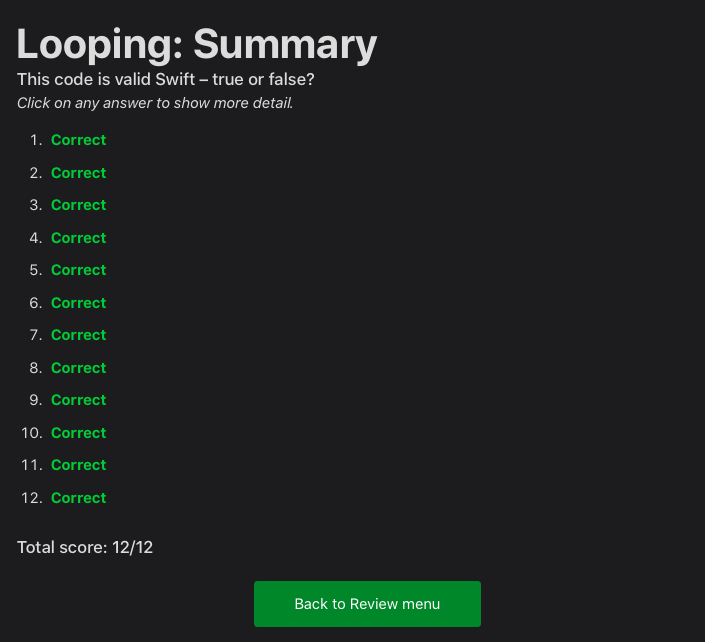 Looping: Summary
This code is valid Swift – true or false?
Click on any answer to show more detail.
1. Correct
2. Correct
3. Correct
4. Correct
5. Correct
6. Correct
7. Correct
8. Correct
9. Correct
10. Correct
11. Correct
12. Correct
Total score: 12/12
Back to Review menu